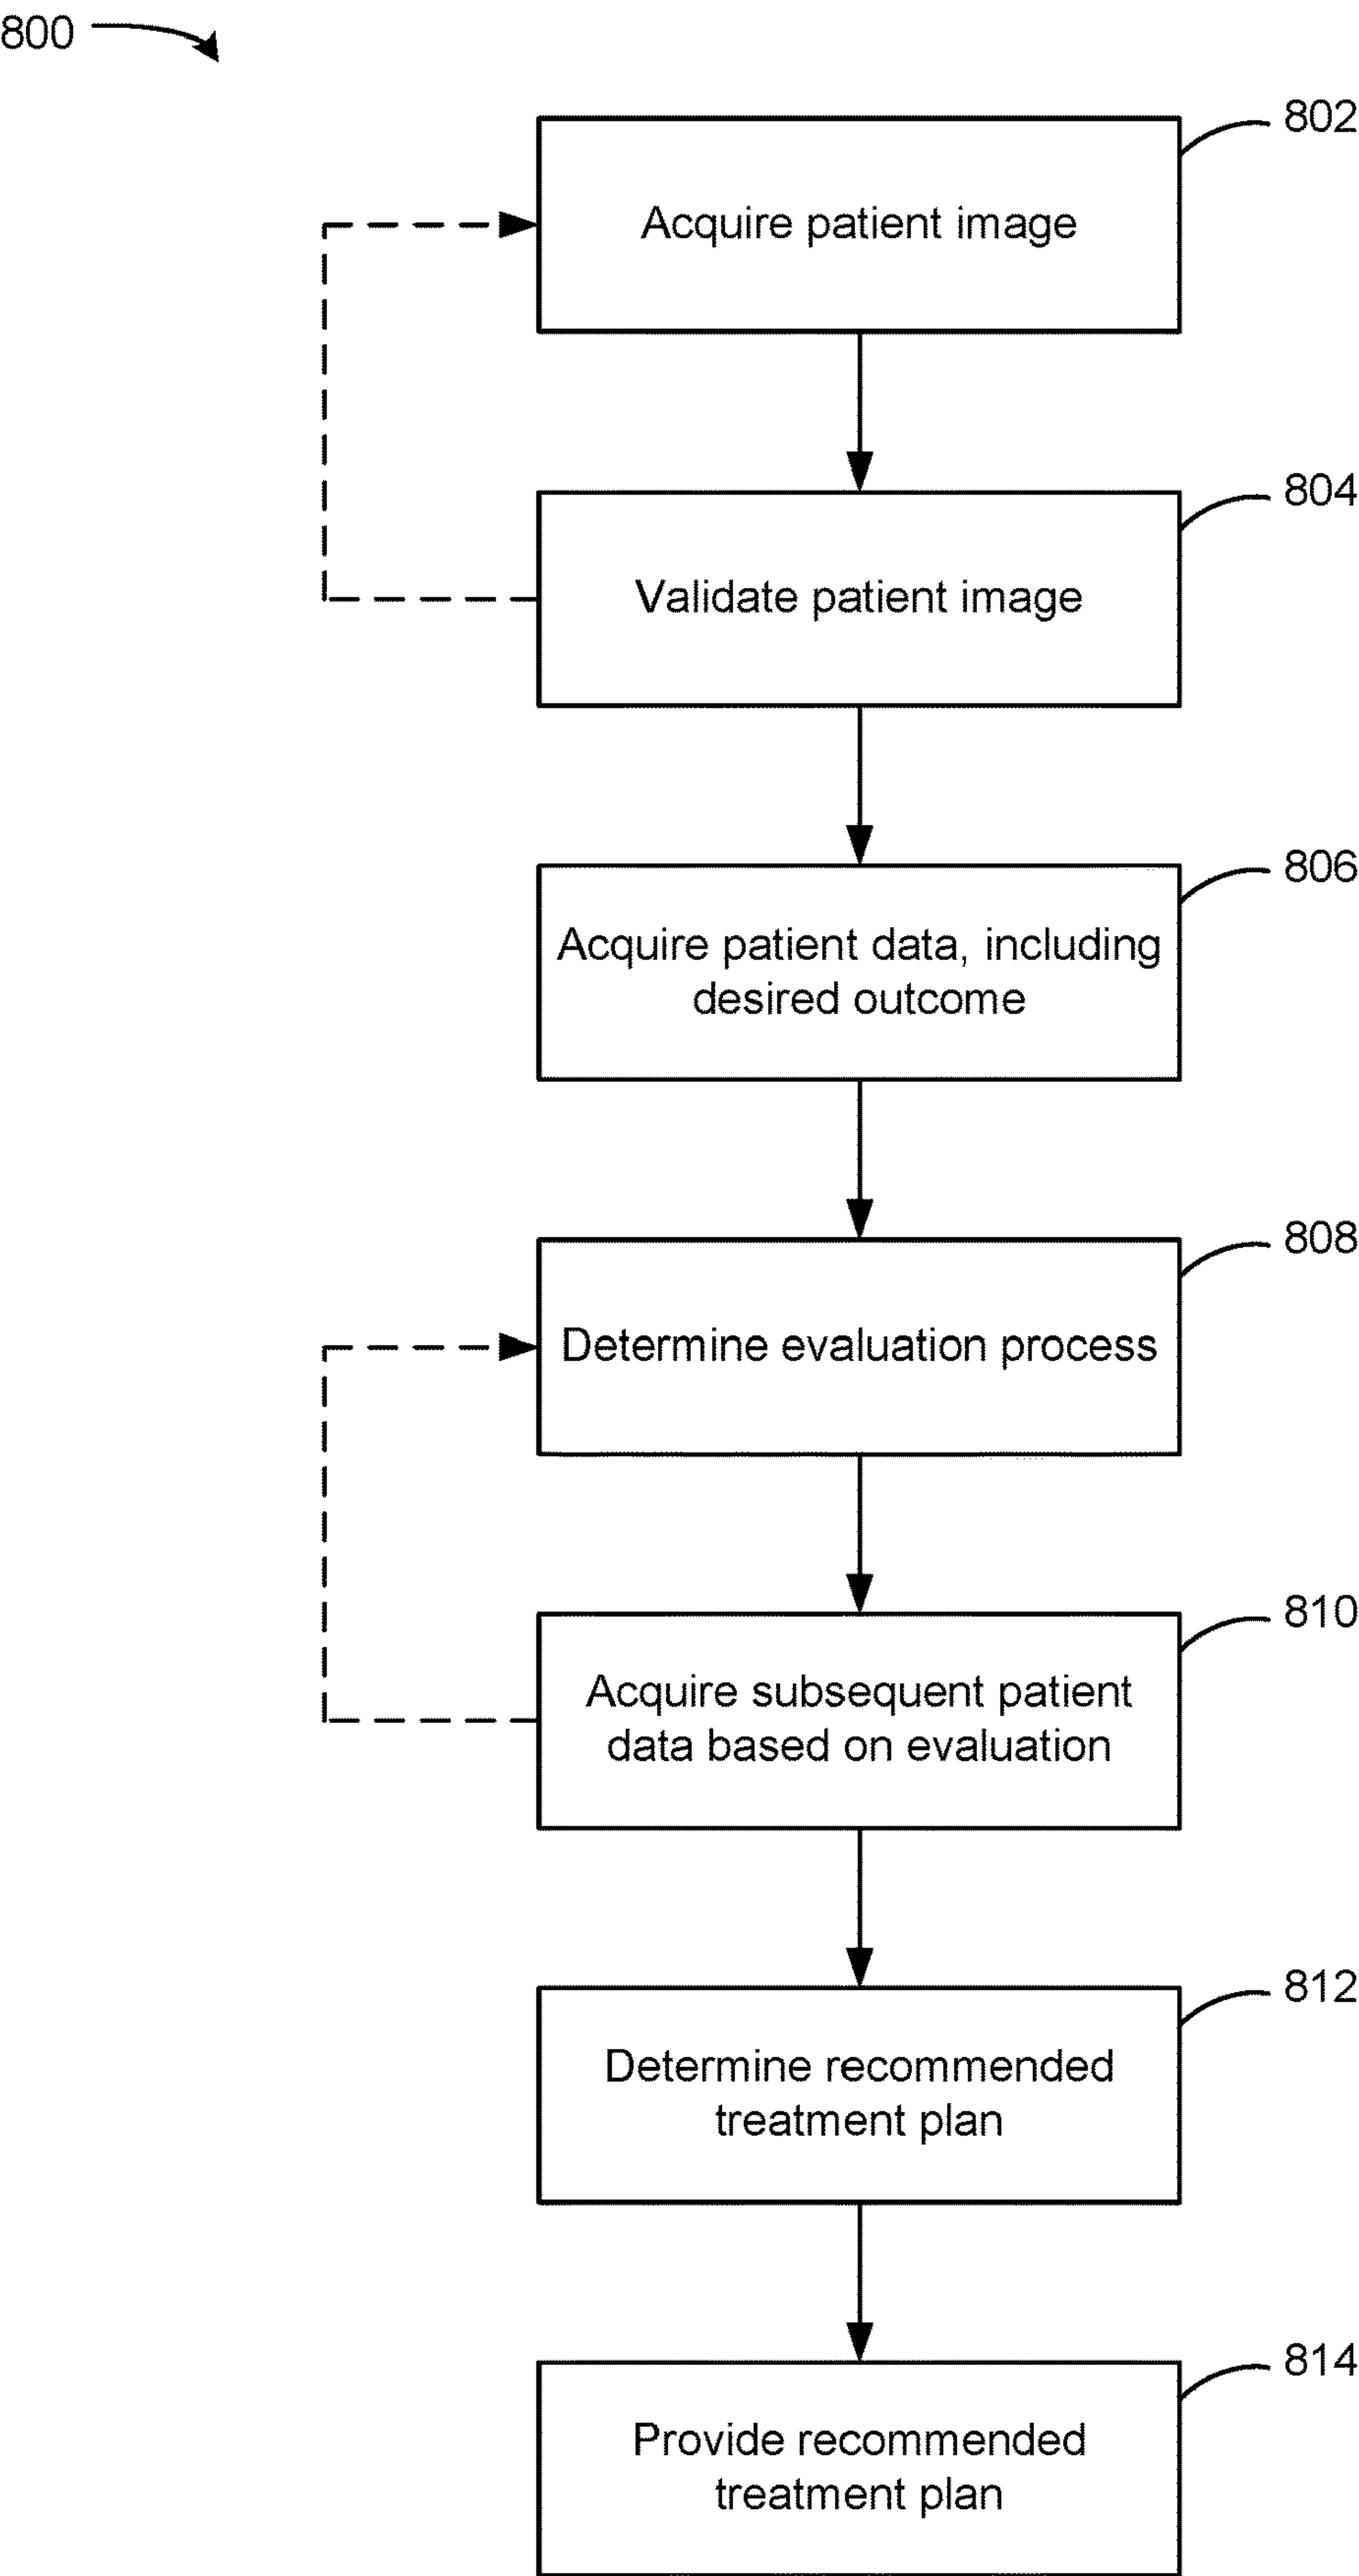 800
802
Acquire patient image
804
Validate patient image
806
Acquire patient data, including
desired outcome
808
Determine evaluation process
810
Acquire subsequent patient
data based on evaluation
812
Determine recommended
treatment plan
814
Provide recommended
treatment plan